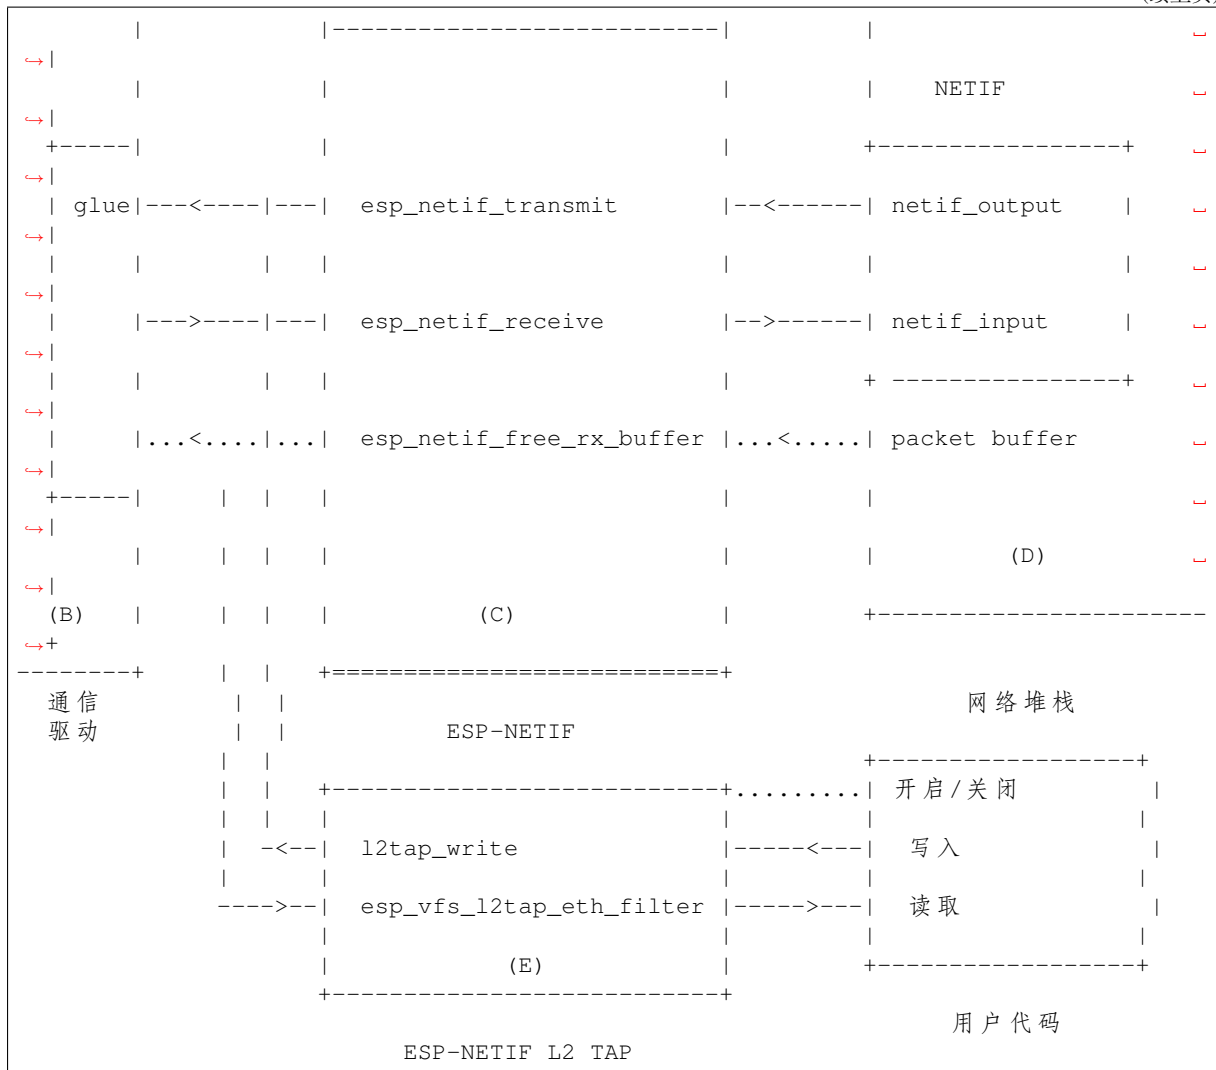 |            |---------------------------|         |                      ␣
↪|
        |            |                           |         |    NETIF             ␣
↪|
  +-----|            |                           |         +-----------------+    ␣
↪|
  | glue|---<----|---|  esp_netif_transmit       |--<------| netif_output    |    ␣
↪|
  |     |        |   |                           |         |                 |    ␣
↪|
  |     |--->----|---|  esp_netif_receive        |-->------| netif_input     |    ␣
↪|
  |     |        |   |                           |         + ----------------+    ␣
↪|
  |     |...<....|...|  esp_netif_free_rx_buffer |...<.....| packet buffer        ␣
↪|
  +-----|     |  |   |                           |         |                      ␣
↪|
        |     |  |   |                           |         |         (D)          ␣
↪|
  (B)   |     |  |   |          (C)              |         +-----------------------
↪+
--------+     |  |   +===========================+
  通信        |  |                                               网络堆栈
  驱动        |  |           ESP-NETIF
              |  |                                         +------------------+
              |  |   +---------------------------+.........| 开启/关闭         |
              |  |   |                           |         |                  |
              |  -<--|  l2tap_write              |-----<---|  写入             |
              |      |                           |         |                  |
              ---->--|  esp_vfs_l2tap_eth_filter |----->---|  读取             |
                     |                           |         |                  |
                     |            (E)            |         +------------------+
                     +---------------------------+
                                                                用户代码
                           ESP-NETIF L2 TAP